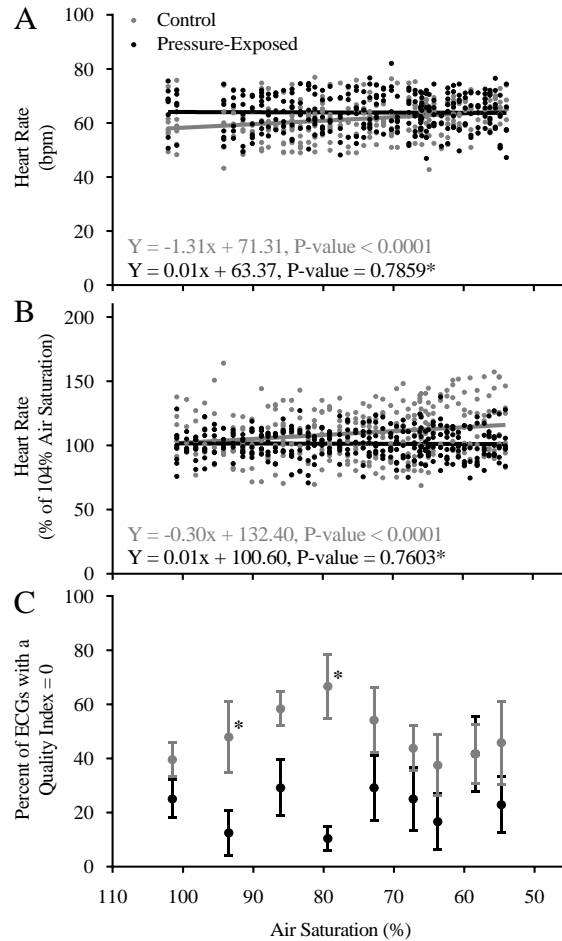 A
Control
Pressure-Exposed
100
80
60
40
20
0
Heart Rate
(bpm)
Y = -1.31x + 71.31, P-value < 0.0001
Y = 0.01x + 63.37, P-value = 0.7859*
B
200
150
100
50
0
Heart Rate
(% of 104% Air Saturation)
Y = -0.30x + 132.40, P-value < 0.0001
Y = 0.01x + 100.60, P-value = 0.7603*
C
100
80
60
40
20
0
Percent of ECGs with a
Quality Index = 0
*
*
110 100 90 80 70 60 50
Air Saturation (%)